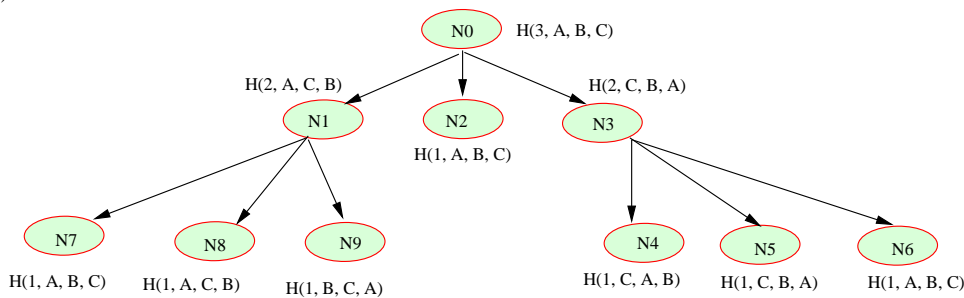 N0 H(3, A, B, C)
H(2, A, C, B) H(2, C, B, A)
N1 N2 N3
H(1, A, B, C)
N7 N8 N9 N4 N5 N6
H(1, A, B, C) H(1, A, C, B) H(1, B, C, A) H(1, C, A, B) H(1, C, B, A) H(1, A, B, C)